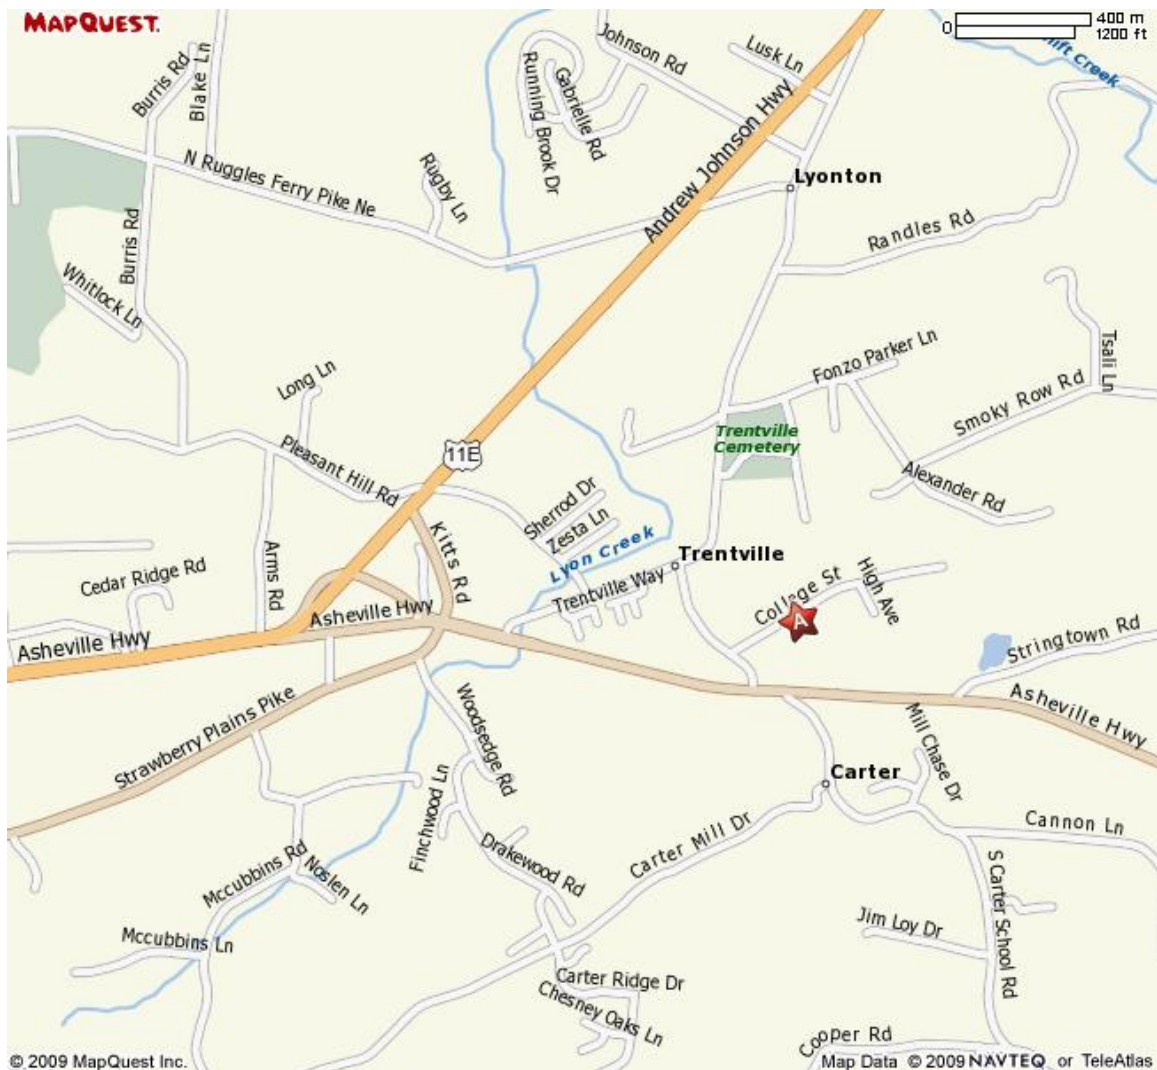 MAPQUEST.
0
400 m
1200 ft
Johnson Rd
Lusk Ln
Creek
Burris Rd
Blake Ln
Running Brook Dr
Gabrielle Rd
Andrew Johnson Hwy
N Ruggles Ferry Pike Ne
Rugby Ln
Lyonton
Randles Rd
Burris Rd
Whitlock Ln
Long Ln
Fonzo Parker Ln
Tsali Ln
Smoky Row Rd
Trentville
Cemetery
11E
Pleasant Hill Rd
Alexander Rd
Sherrod Dr
Zesta Ln
Kitts Rd
Lyon Creek
Trentville
Cedar Ridge Rd
Arms Rd
Asheville Hwy
Trentville Way
College St
High Ave
A
Asheville Hwy
Stringtown Rd
Asheville Hwy
Strawberry Plains Pike
Woodsedge Rd
Mill Chase Dr
Carter
Finchwood Ln
Cannon Ln
Carter Mill Dr
Drakewood Rd
Mccubbins Rd
Noslen Ln
S Carter School Rd
Jim Loy Dr
Mccubbins Ln
Carter Ridge Dr
Chesney Oaks Ln
Cooper Rd
© 2009 MapQuest Inc.
Map Data © 2009 NAVTEQ or TeleAtlas